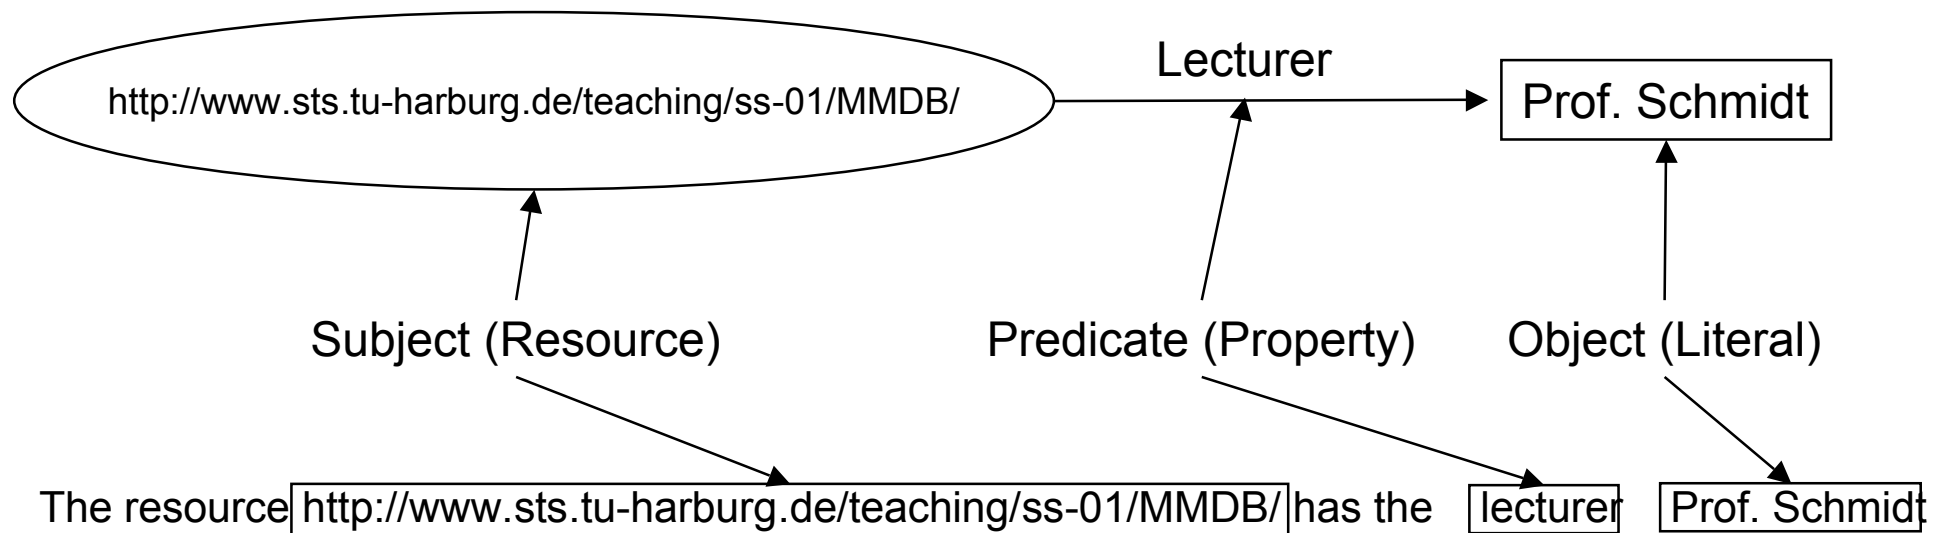 Lecturer
http://www.sts.tu-harburg.de/teaching/ss-01/MMDB/
Prof. Schmidt
Subject (Resource)
Predicate (Property)
Object (Literal)
The resource http://www.sts.tu-harburg.de/teaching/ss-01/MMDB/ has the lecturer Prof. Schmidt